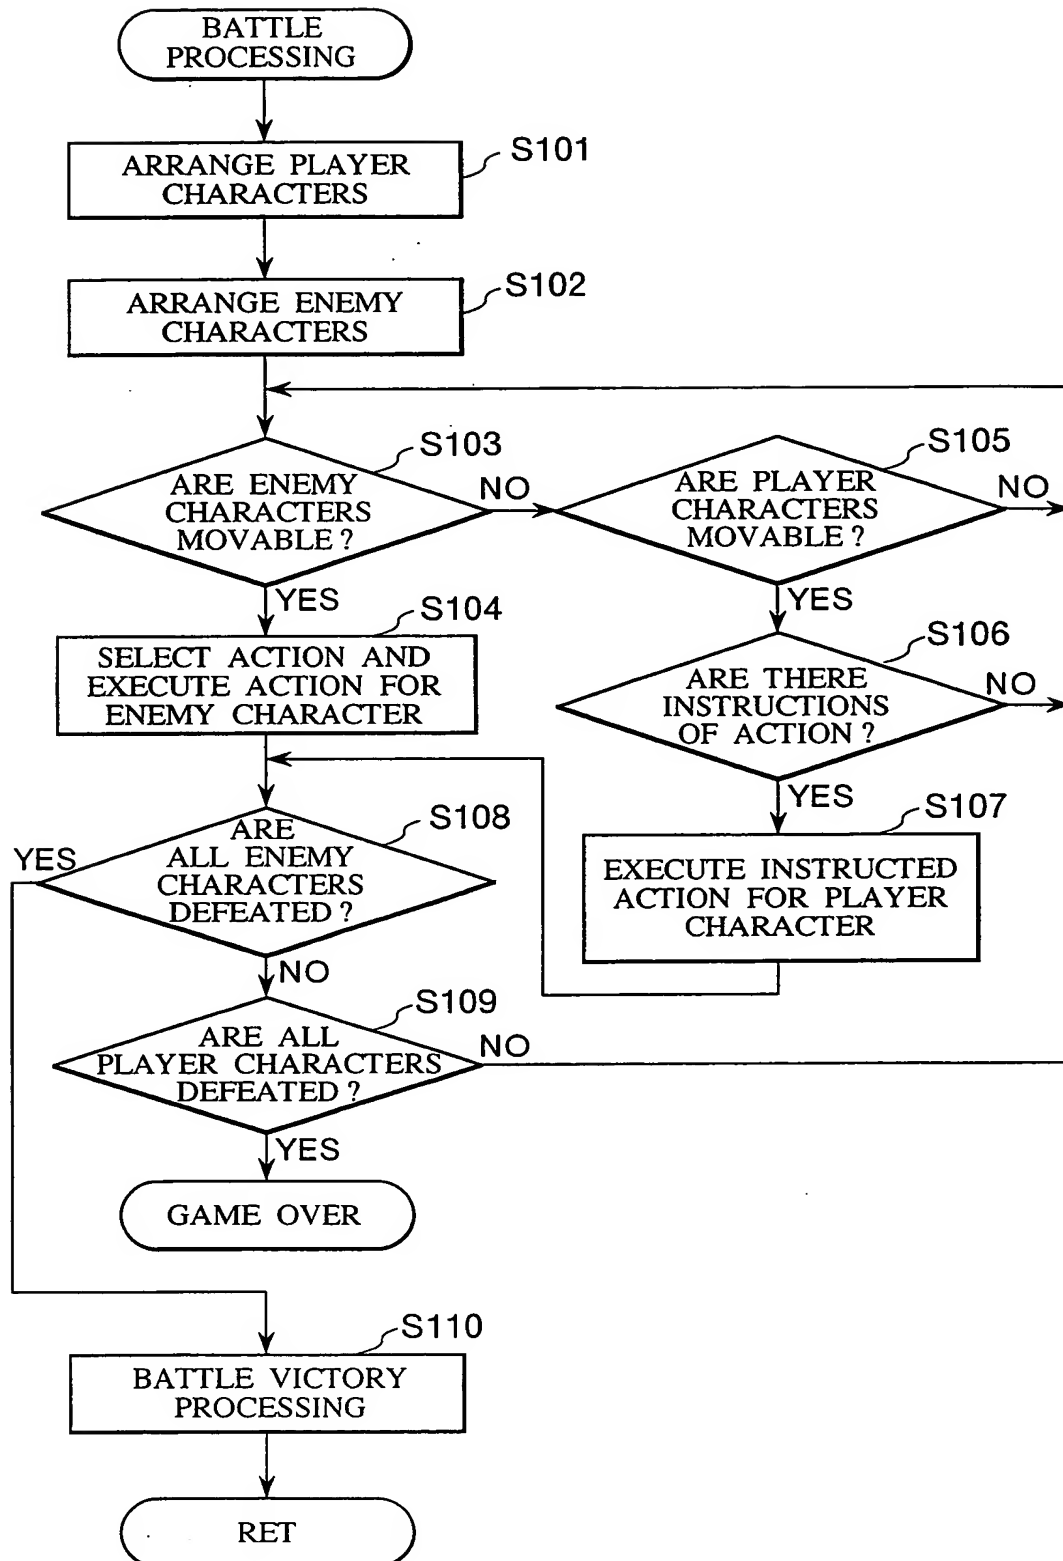 BATTLE
PROCESSING
ARRANGE PLAYER
CHARACTERS
S101
ARRANGE ENEMY
CHARACTERS
S102
S103
ARE ENEMY
CHARACTERS
MOVABLE ?
NO
YES
S105
ARE PLAYER
CHARACTERS
MOVABLE ?
NO
YES
S104
SELECT ACTION AND
EXECUTE ACTION FOR
ENEMY CHARACTER
S106
ARE THERE
INSTRUCTIONS
OF ACTION ?
NO
YES
S107
EXECUTE INSTRUCTED
ACTION FOR PLAYER
CHARACTER
S108
ARE
ALL ENEMY
CHARACTERS
DEFEATED ?
YES
NO
S109
ARE ALL
PLAYER CHARACTERS
DEFEATED ?
NO
YES
GAME OVER
S110
BATTLE VICTORY
PROCESSING
RET